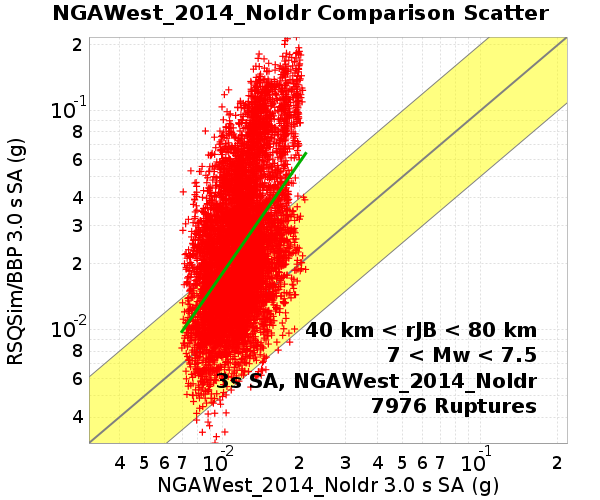 NGAWest_2014_NoIdr Comparison Scatter
RSQSim/BBP 3.0 s SA (g)
2
10^-1
8
6
4
3
2
10^-2
8
6
4
40 km < rJB < 80 km
7 < Mw < 7.5
3s SA, NGAWest_2014_NoIdr
7976 Ruptures
4 5 6 7 10^-2 2 3 4 5 6 7 10^-1 2
NGAWest_2014_NoIdr 3.0 s SA (g)